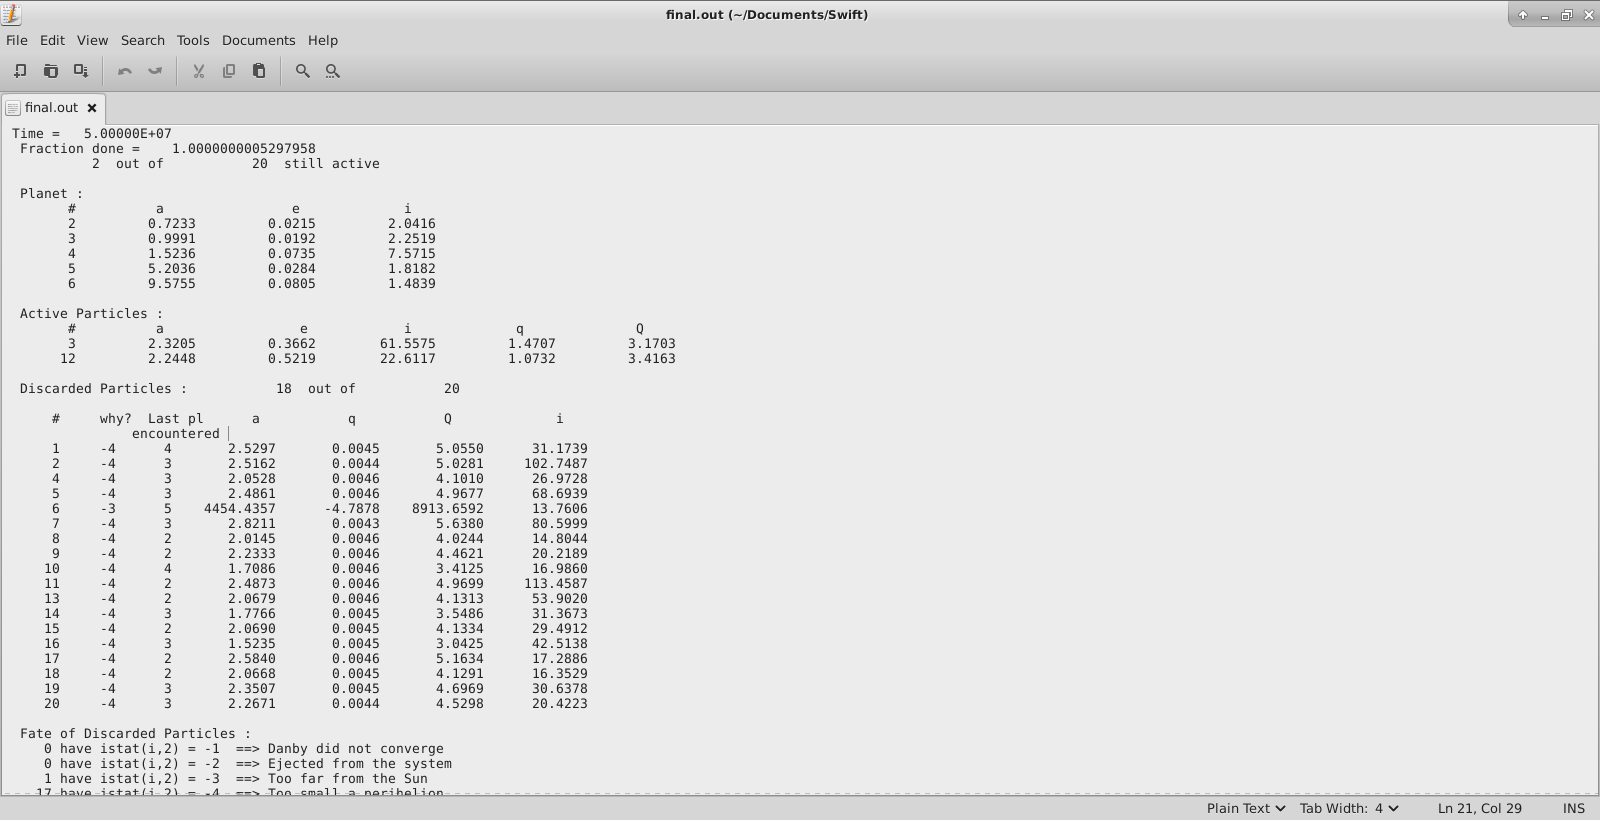 final.out (~/Documents/Swift)
File Edit View Search Tools Documents Help
final.out
Time =   5.00000E+07
Fraction done =    1.0000000005297958
2  out of           20  still active
Planet :
#          a                e             i
2         0.7233         0.0215         2.0416
3         0.9991         0.0192         2.2519
4         1.5236         0.0735         7.5715
5         5.2036         0.0284         1.8182
6         9.5755         0.0805         1.4839
Active Particles :
#          a                 e            i             q              Q
3         2.3205         0.3662        61.5575         1.4707         3.1703
12         2.2448         0.5219        22.6117         1.0732         3.4163
Discarded Particles :           18  out of           20
#     why?  Last pl      a           q           Q             i
encountered
1     -4      4       2.5297       0.0045       5.0550      31.1739
2     -4      3       2.5162       0.0044       5.0281     102.7487
4     -4      3       2.0528       0.0046       4.1010      26.9728
5     -4      3       2.4861       0.0046       4.9677      68.6939
6     -3      5    4454.4357      -4.7878    8913.6592      13.7606
7     -4      3       2.8211       0.0043       5.6380      80.5999
8     -4      2       2.0145       0.0046       4.0244      14.8044
9     -4      2       2.2333       0.0046       4.4621      20.2189
10     -4      4       1.7086       0.0046       3.4125      16.9860
11     -4      2       2.4873       0.0046       4.9699     113.4587
13     -4      2       2.0679       0.0046       4.1313      53.9020
14     -4      3       1.7766       0.0045       3.5486      31.3673
15     -4      2       2.0690       0.0045       4.1334      29.4912
16     -4      3       1.5235       0.0045       3.0425      42.5138
17     -4      2       2.5840       0.0046       5.1634      17.2886
18     -4      2       2.0668       0.0045       4.1291      16.3529
19     -4      3       2.3507       0.0045       4.6969      30.6378
20     -4      3       2.2671       0.0044       4.5298      20.4223
Fate of Discarded Particles :
0 have istat(i,2) = -1  ==> Danby did not converge
0 have istat(i,2) = -2  ==> Ejected from the system
1 have istat(i,2) = -3  ==> Too far from the Sun
17 have istat(i,2) = -4  ==> Too small a perihelion
Plain Text Tab Width: 4 Ln 21, Col 29 INS